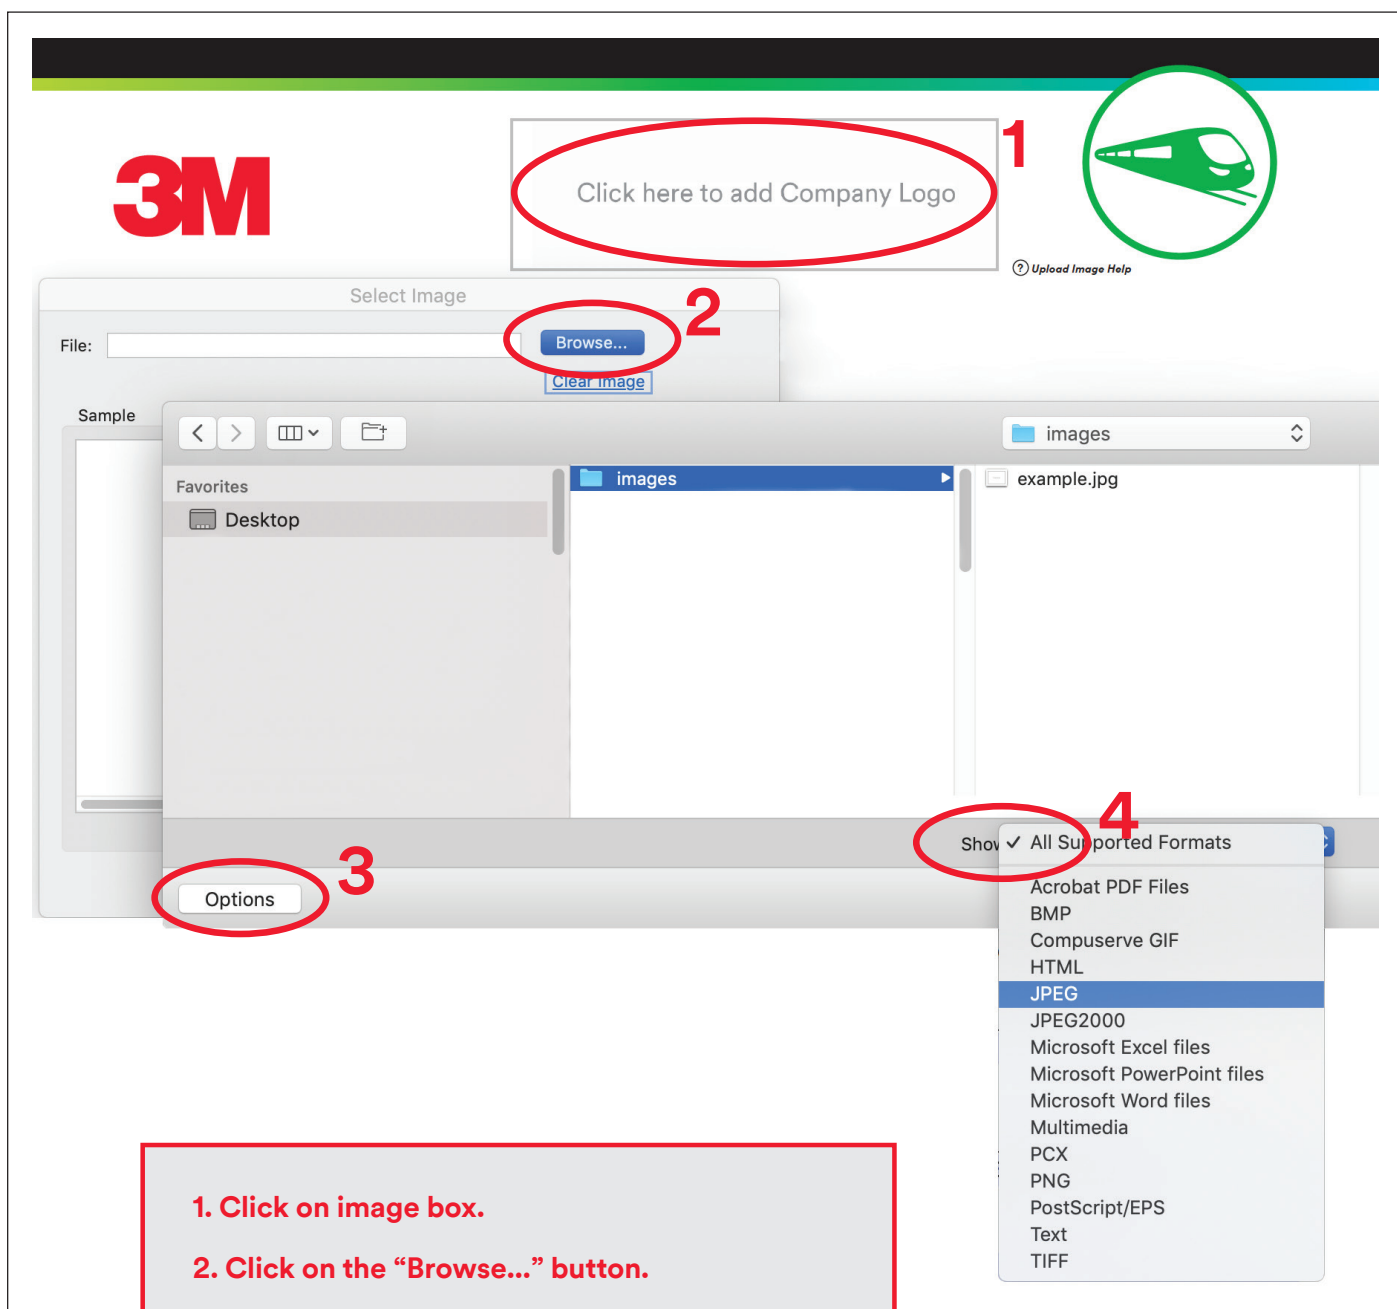 3M
Click here to add Company Logo
1
? Upload Image Help
Select Image
2
File:
Browse...
Clear Image
Sample
images
Favorites
images
example.jpg
Desktop
4
Show
✓ All Supported Formats
3
Options
Acrobat PDF Files
BMP
Compuserve GIF
HTML
JPEG
JPEG2000
Microsoft Excel files
Microsoft PowerPoint files
Microsoft Word files
Multimedia
PCX
PNG
PostScript/EPS
Text
TIFF
1. Click on image box.
2. Click on the “Browse...” button.